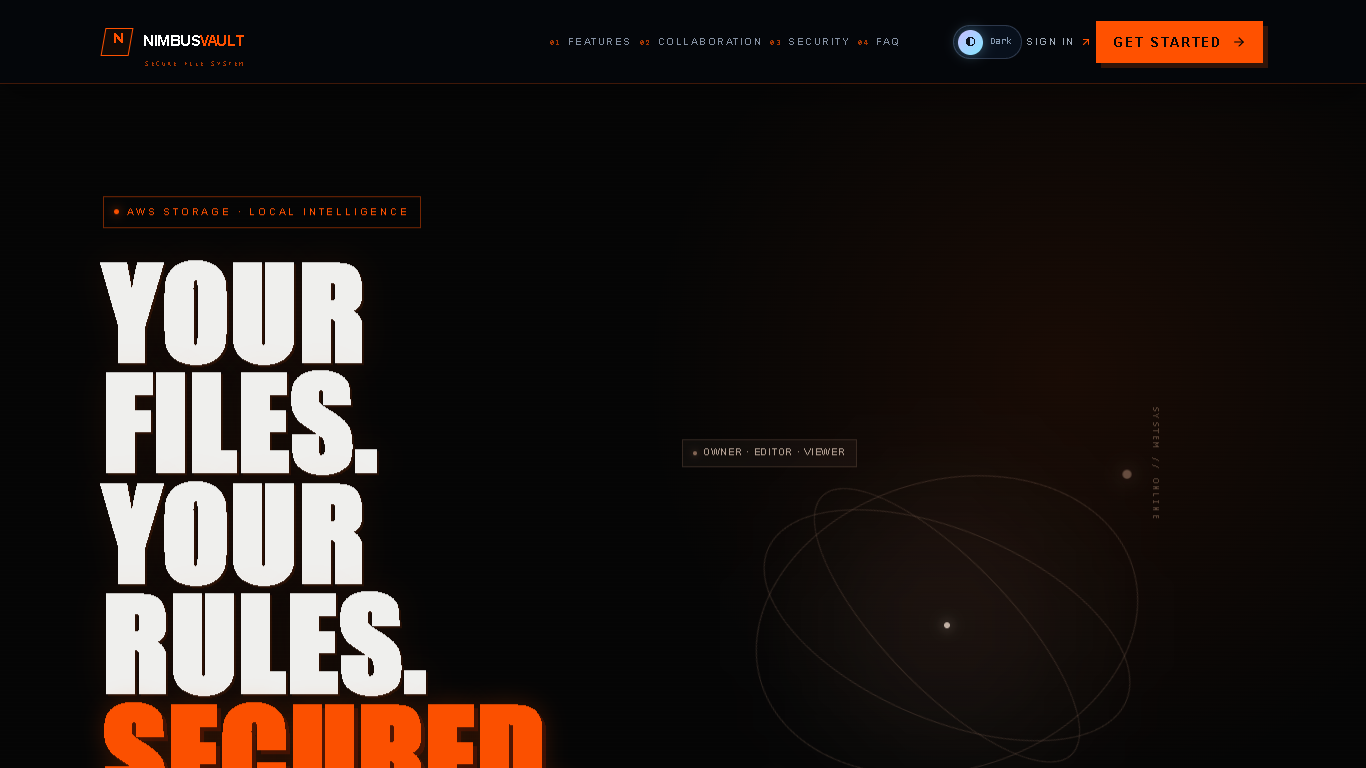 N
NIMBUSVAULT
SECURE FILE SYSTEM
01 FEATURES 02 COLLABORATION 03 SECURITY 04 FAQ
Dark
SIGN IN
GET STARTED →
AWS STORAGE · LOCAL INTELLIGENCE
YOUR
FILES.
YOUR
RULES.
SECURED
OWNER · EDITOR · VIEWER
SYSTEM // ONLINE